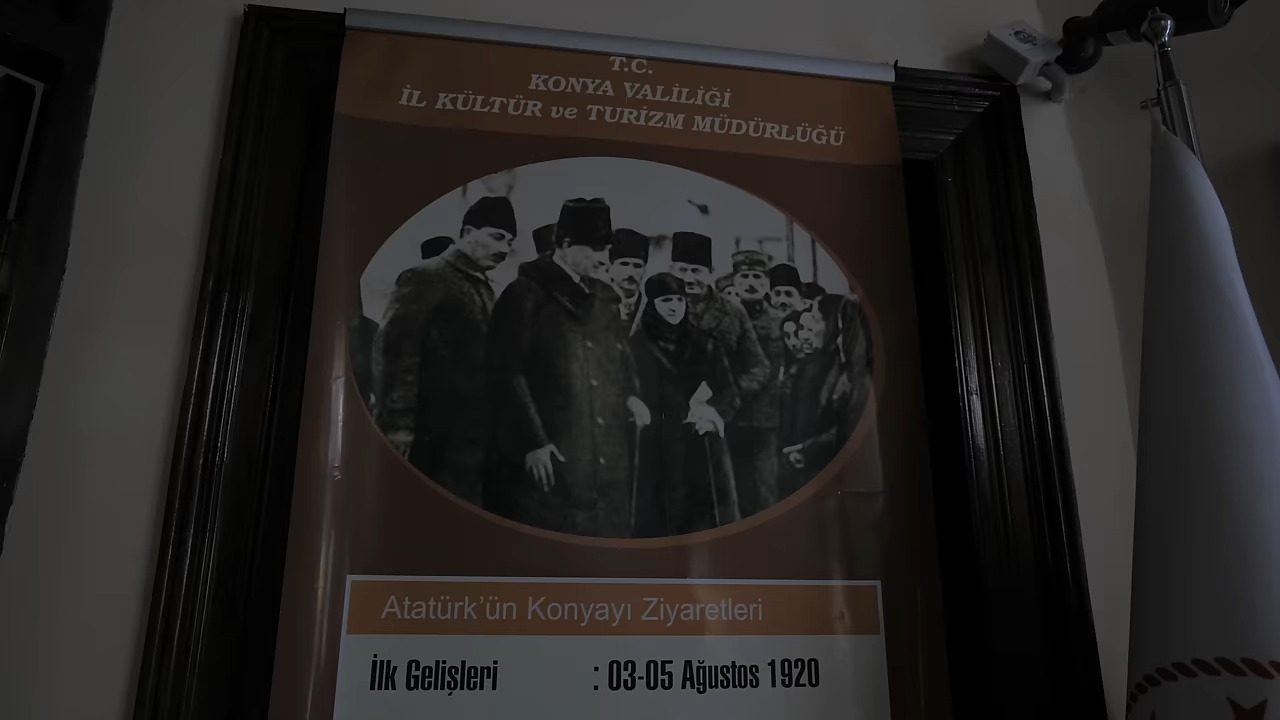 T.C.
KONYA VALİLİĞİ
İL KÜLTÜR ve TURİZM MÜDÜRLÜĞÜ
Atatürk'ün Konyayı Ziyaretleri
İlk Gelişleri : 03-05 Ağustos 1920